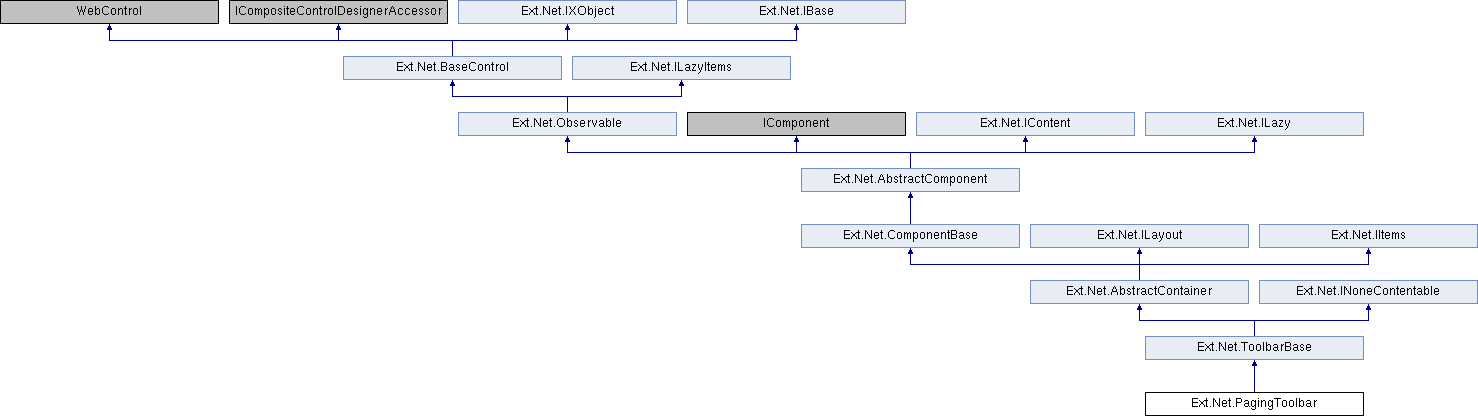 WebControl
ICompositeControlDesignerAccessor
Ext.Net.IXObject
Ext.Net.IBase
Ext.Net.BaseControl
Ext.Net.ILazyItems
Ext.Net.Observable
IComponent
Ext.Net.IContent
Ext.Net.ILazy
Ext.Net.AbstractComponent
Ext.Net.ComponentBase
Ext.Net.ILayout
Ext.Net.IItems
Ext.Net.AbstractContainer
Ext.Net.INoneContentable
Ext.Net.ToolbarBase
Ext.Net.PagingToolbar